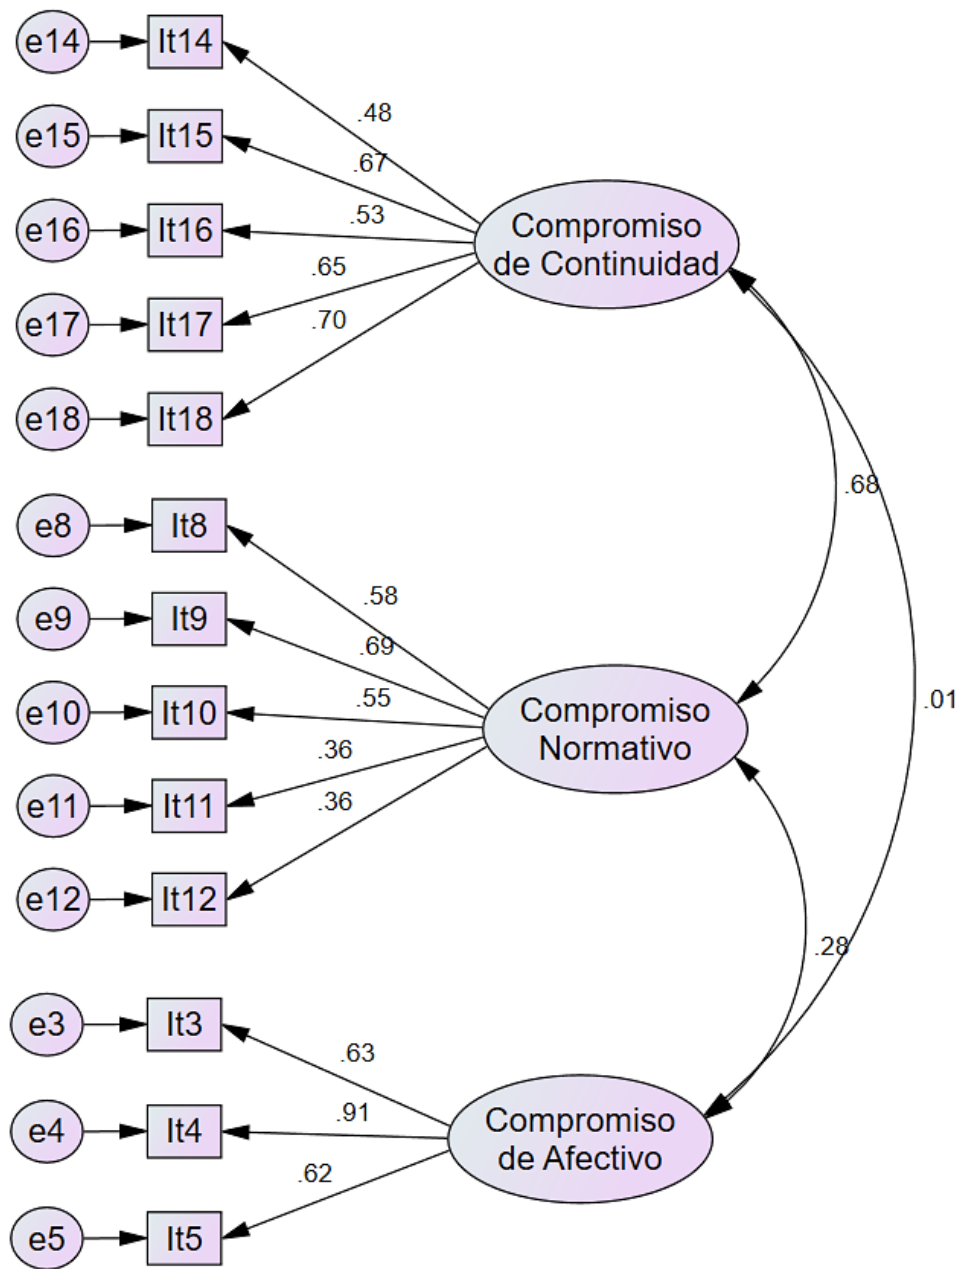 e14
It14
.48
e15
It15
.67
e16
It16
.53
e17
It17
.65
e18
It18
.70
Compromiso
de Continuidad
e8
It8
.58
e9
It9
.69
e10
It10
.55
e11
It11
.36
e12
It12
.36
Compromiso
Normativo
e3
It3
.63
e4
It4
.91
e5
It5
.62
Compromiso
de Afectivo
.68
.01
.28